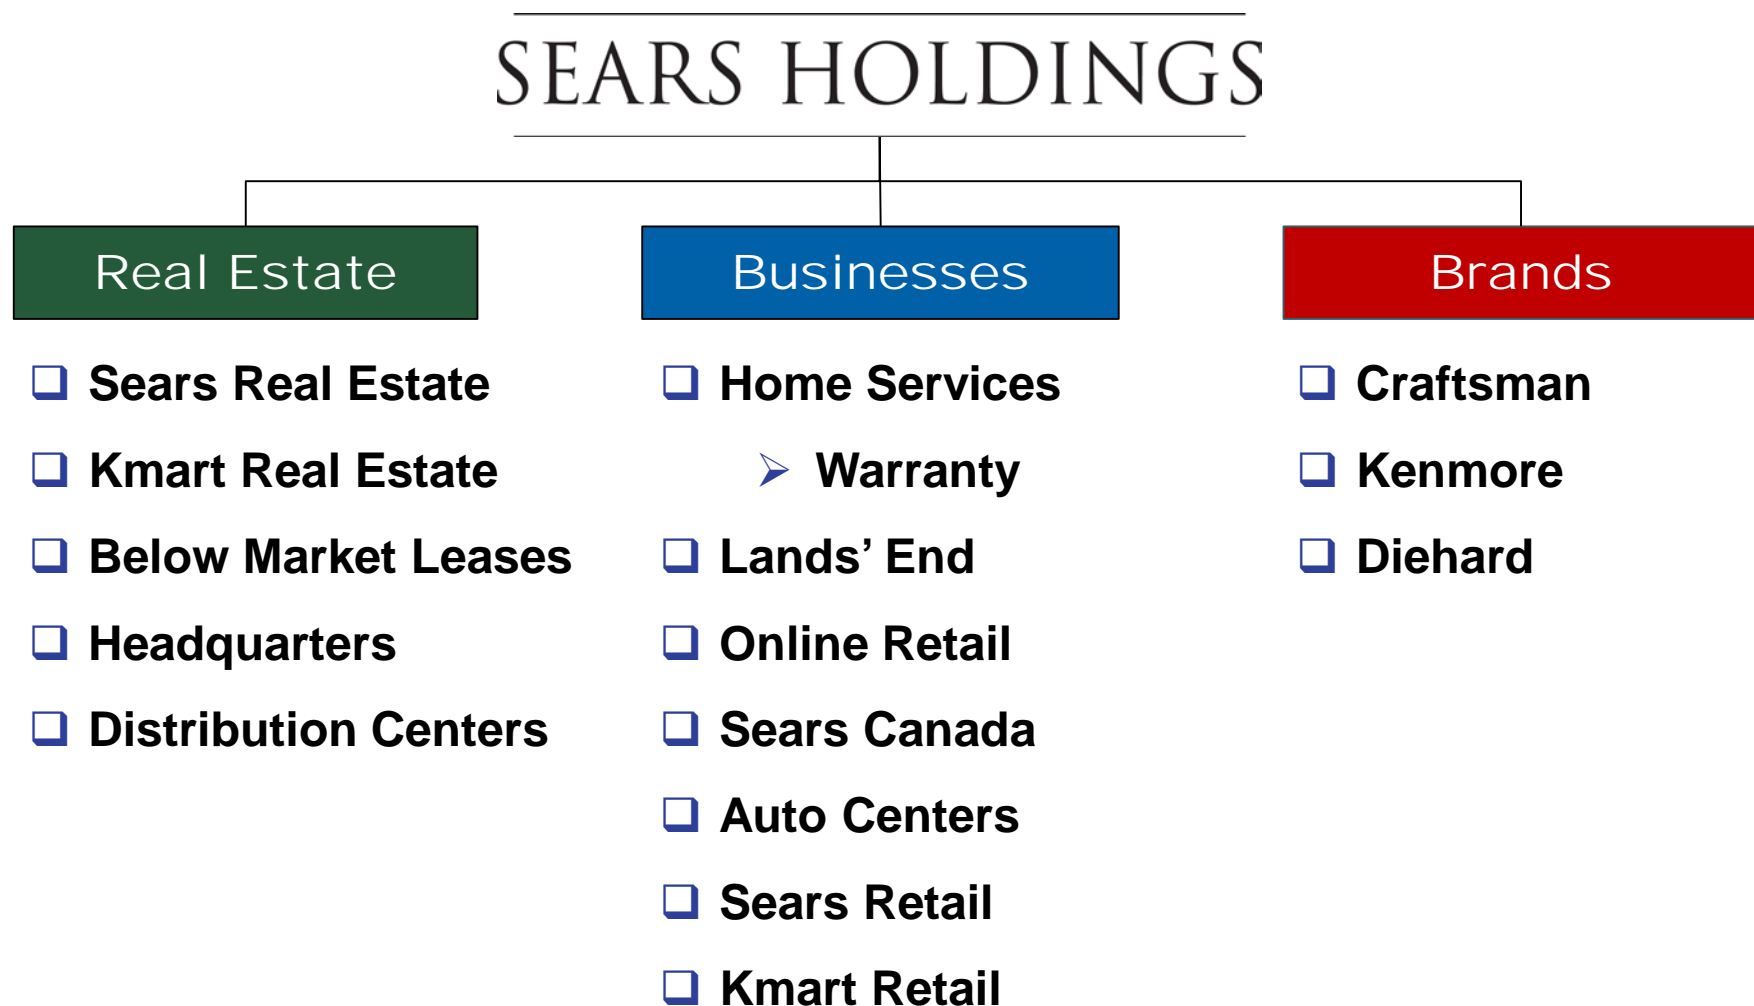 SEARS HOLDINGS
Real Estate
Sears Real Estate
Kmart Real Estate
Below Market Leases
Headquarters
Distribution Centers
Businesses
Home Services
Warranty
Lands’ End
Online Retail
Sears Canada
Auto Centers
Sears Retail
Kmart Retail
Brands
Craftsman
Kenmore
Diehard